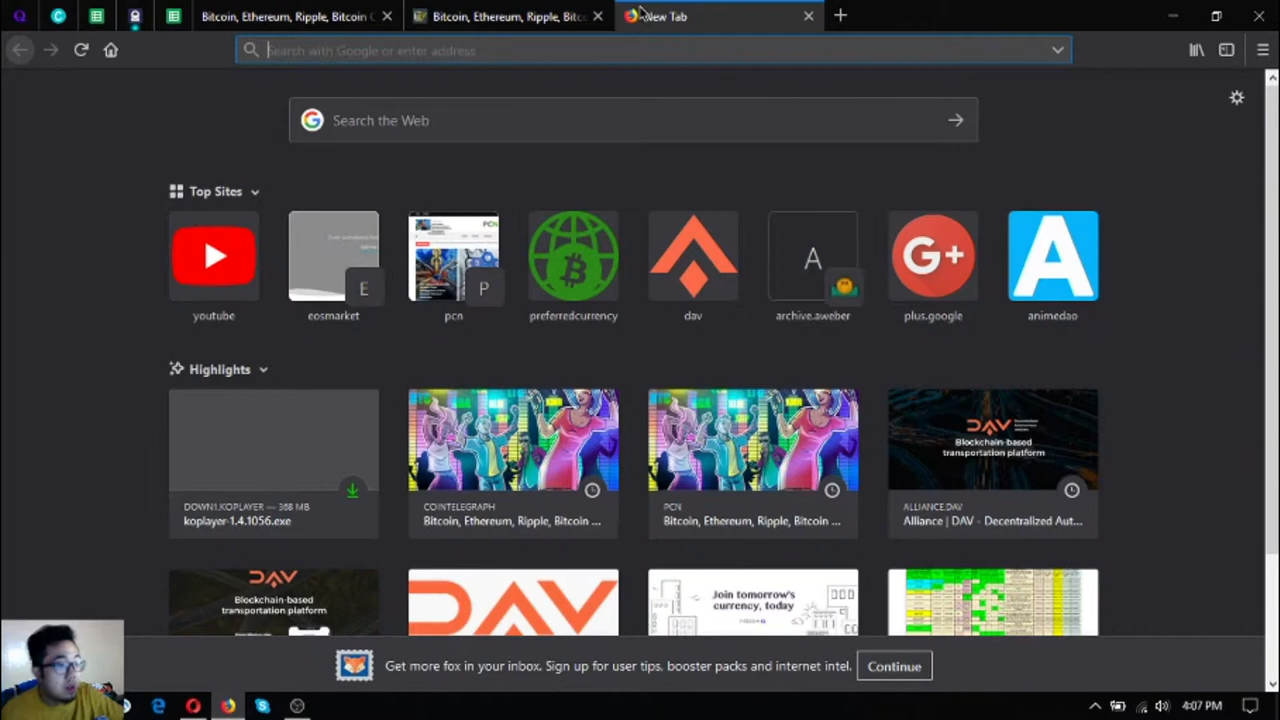 Bitcoin, Ethereum, Ripple, Bitcoin C
Bitcoin, Ethereum, Ripple, Bitc
New Tab
Search with Google or enter address
Search the Web
Top Sites
E
PCN
P
A
G+
A
youtube
eosmarket
pcn
preferredcurrency
dav
archive.aweber
plus.google
animedao
Highlights
DAV
Blockchain-based
transportation platform
DOWN1.KOPLAYER — 368 MB
koplayer-1.4.1056.exe
COINTELEGRAPH
Bitcoin, Ethereum, Ripple, Bitcoin ...
PCN
Bitcoin, Ethereum, Ripple, Bitcoin ...
ALLIANCE.DAV
Alliance | DAV - Decentralized Aut...
DAV
Blockchain-based
transportation platform
DAV
Join tomorrow's
currency, today
Get more fox in your inbox. Sign up for user tips, booster packs and internet intel.
Continue
4:07 PM